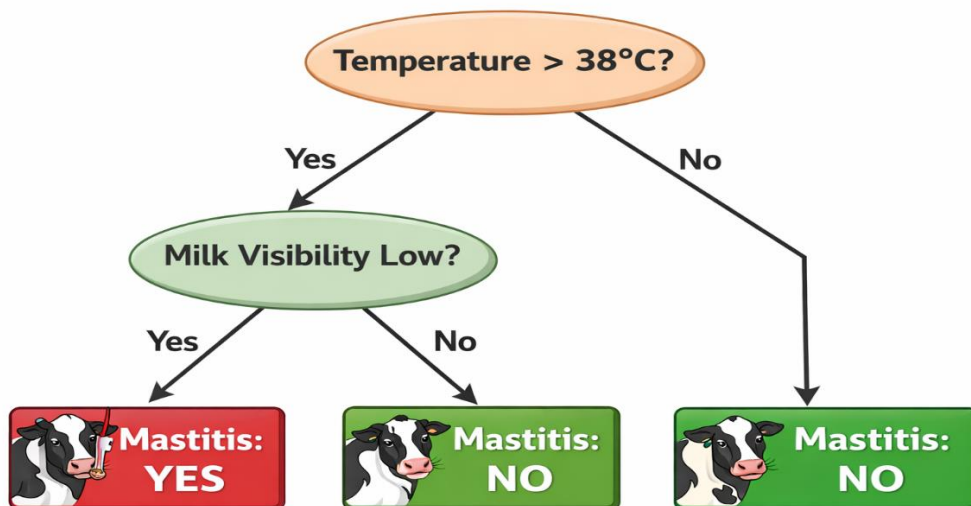 Temperature > 38°C?
Yes
No
Milk Visibility Low?
Yes
No
Mastitis:
YES
Mastitis:
NO
Mastitis:
NO